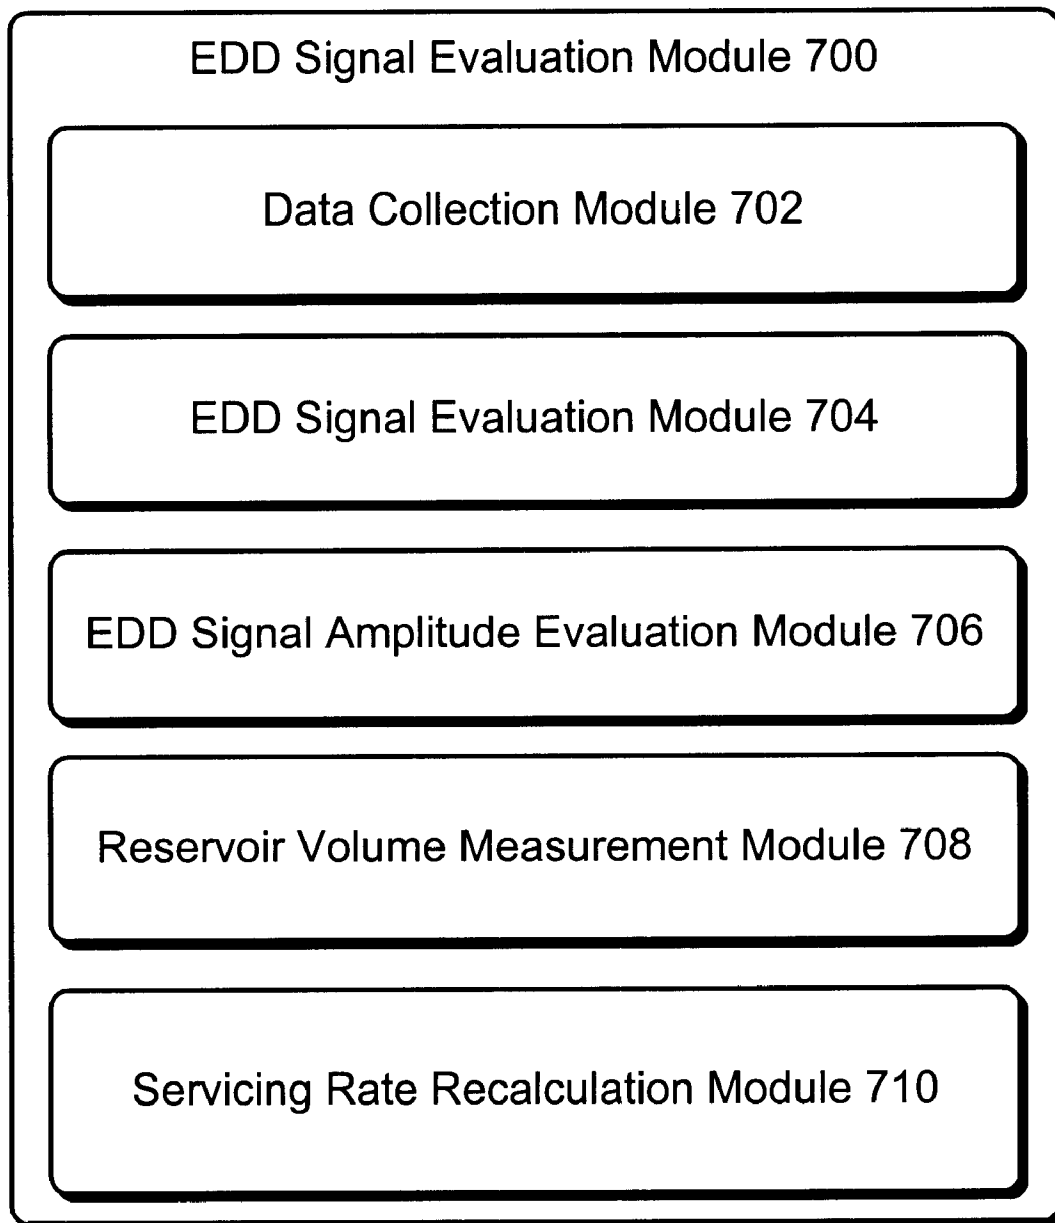 EDD Signal Evaluation Module 700
Data Collection Module 702
EDD Signal Evaluation Module 704
EDD Signal Amplitude Evaluation Module 706
Reservoir Volume Measurement Module 708
Servicing Rate Recalculation Module 710